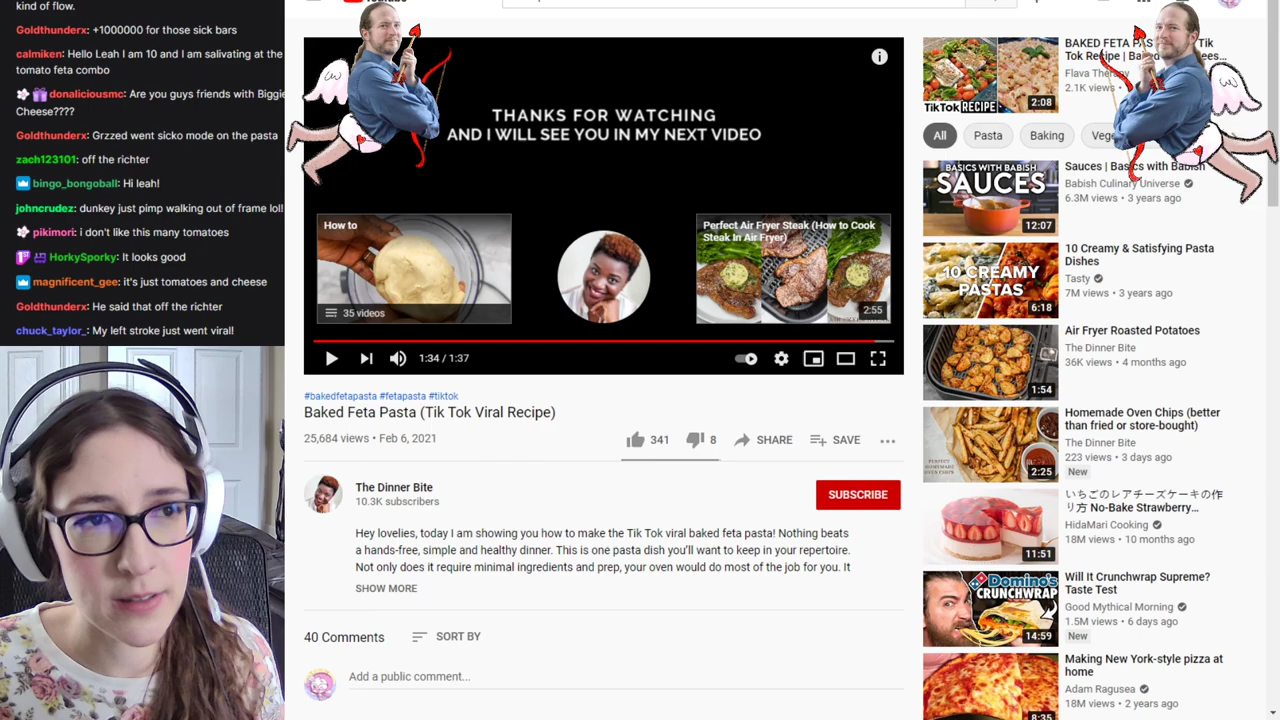 kind of flow.
Goldthunderx: +1000000 for those sick bars
calmiken: Hello Leah I am 10 and I am salivating at the
tomato feta combo
donaliciousmc: Are you guys friends with Biggie
Cheese????
Goldthunderx: Grzzed went sicko mode on the pasta
zach123101: off the richter
bingo_bongoball: Hi leah!
johncrudez: dunkey just pimp walking out of frame lol!
pikimori: i don't like this many tomatoes
HorkySporky: It looks good
magnificent_gee: it's just tomatoes and cheese
Goldthunderx: He said that off the richter
chuck_taylor_: My left shoe just went viral!
THANKS FOR WATCHING
AND I WILL SEE YOU IN MY NEXT VIDEO
How to
35 videos
Perfect Air Fryer Steak (How to Cook
Steak In Air Fryer)
2:55
1:34 / 1:37
#bakedfetapasta #fetapasta #tiktok
Baked Feta Pasta (Tik Tok Viral Recipe)
25,684 views • Feb 6, 2021
341
8
SHARE
SAVE
The Dinner Bite
10.3K subscribers
SUBSCRIBE
Hey lovelies, today I am showing you how to make the Tik Tok viral baked feta pasta! Nothing beats
a hands-free, simple and healthy dinner. This is one pasta dish you'll want to keep in your repertoire.
Not only does it require minimal ingredients and prep, your oven would do most of the job for you. It
SHOW MORE
40 Comments
SORT BY
Add a public comment...
BAKED FETA Tik
Tok Recipe |
Flava
2.1K views •
TikTok RECIPE
2:08
All
Pasta
Baking
BASICS WITH BABISH
SAUCES
12:07
Sauces | Basics with Babish
Babish Culinary Universe
6.3M views • 3 years ago
10 CREAMY
PASTAS
6:18
10 Creamy & Satisfying Pasta
Dishes
Tasty
7M views • 3 years ago
1:54
Air Fryer Roasted Potatoes
The Dinner Bite
36K views • 4 months ago
PERFECT
HOMEMADE
OVEN CHIPS
2:25
Homemade Oven Chips (better
than fried or store-bought)
The Dinner Bite
223 views • 3 days ago
New
11:51
いちごのレアチーズケーキの作
り方 No-Bake Strawberry...
HidaMari Cooking
18M views • 10 months ago
DOMINO'S
CRUNCHWRAP
14:59
Will It Crunchwrap Supreme?
Taste Test
Good Mythical Morning
1.5M views • 6 days ago
New
8:35
Making New York-style pizza at
home
Adam Ragusea
18M views • 2 years ago